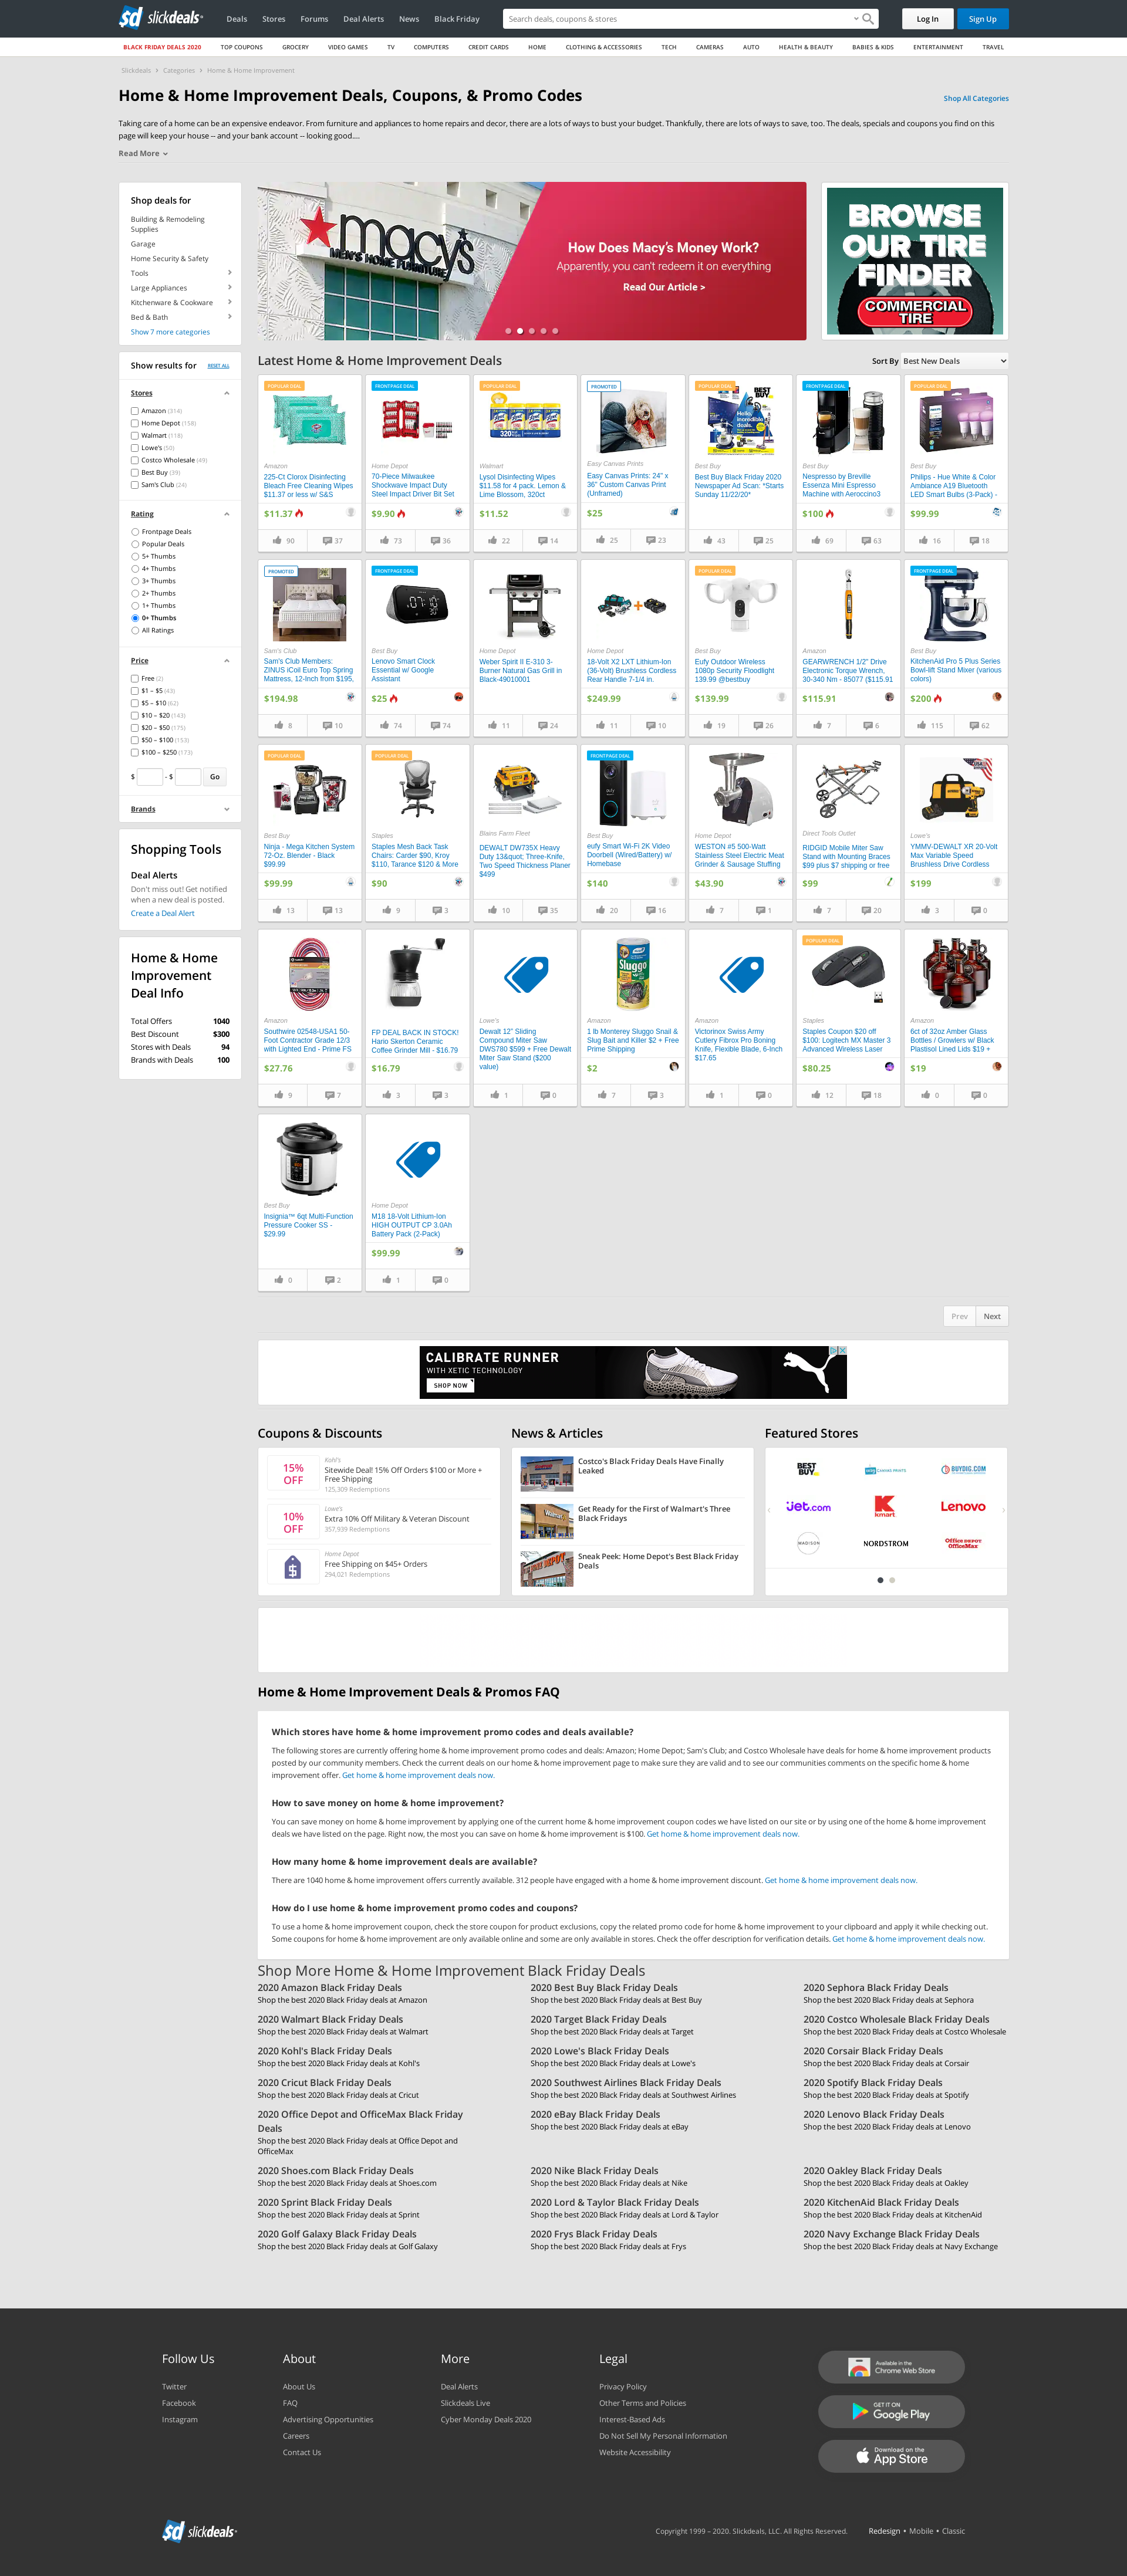 sd slickdeals
Deals
Stores
Forums
Deal Alerts
News
Black Friday
Search deals, coupons & stores
Log In
Sign Up
BLACK FRIDAY DEALS 2020
TOP COUPONS
GROCERY
VIDEO GAMES
TV
COMPUTERS
CREDIT CARDS
HOME
CLOTHING & ACCESSORIES
TECH
CAMERAS
AUTO
HEALTH & BEAUTY
BABIES & KIDS
ENTERTAINMENT
TRAVEL
Slickdeals › Categories › Home & Home Improvement
Home & Home Improvement Deals, Coupons, & Promo Codes
Shop All Categories
Taking care of a home can be an expensive endeavor. From furniture and appliances to home repairs and decor, there are a lots of ways to bust your budget. Thankfully, there are lots of ways to save, too. The deals, specials and coupons you find on this
page will keep your house -- and your bank account -- looking good....
Read More
Shop deals for
Building & Remodeling
Supplies
Garage
Home Security & Safety
Tools
Large Appliances
Kitchenware & Cookware
Bed & Bath
Show 7 more categories
Show results for
RESET ALL
Stores
Amazon (314)
Home Depot (158)
Walmart (118)
Lowe's (50)
Costco Wholesale (49)
Best Buy (39)
Sam's Club (24)
Rating
Frontpage Deals
Popular Deals
5+ Thumbs
4+ Thumbs
3+ Thumbs
2+ Thumbs
1+ Thumbs
0+ Thumbs
All Ratings
Price
Free (2)
$1 – $5 (43)
$5 – $10 (62)
$10 – $20 (143)
$20 – $50 (175)
$50 – $100 (153)
$100 – $250 (173)
$ - $ Go
Brands
Shopping Tools
Deal Alerts
Don't miss out! Get notified
when a new deal is posted.
Create a Deal Alert
Home & Home
Improvement
Deal Info
Total Offers 1040
Best Discount $300
Stores with Deals 94
Brands with Deals 100
macy's
MEN'S HOME FURNITURE
How Does Macy's Money Work?
Apparently, you can't redeem it on everything
Read Our Article >
BROWSE
OUR TIRE
FINDER
COMMERCIAL
TIRE
Latest Home & Home Improvement Deals
Sort By Best New Deals
POPULAR DEAL
Amazon
225-Ct Clorox Disinfecting
Bleach Free Cleaning Wipes
$11.37 or less w/ S&S
$11.37
90 37
FRONTPAGE DEAL
Home Depot
70-Piece Milwaukee
Shockwave Impact Duty
Steel Impact Driver Bit Set
$9.90
73 36
POPULAR DEAL
320
Walmart
Lysol Disinfecting Wipes
$11.58 for 4 pack, Lemon &
Lime Blossom, 320ct
$11.52
22 14
PROMOTED
Easy Canvas Prints
Easy Canvas Prints: 24" x
36" Custom Canvas Print
(Unframed)
$25
25 23
POPULAR DEAL
BEST BUY
Hello, incredible deals.
Best Buy
Best Buy Black Friday 2020
Newspaper Ad Scan: *Starts
Sunday 11/22/20*
43 25
FRONTPAGE DEAL
Best Buy
Nespresso by Breville
Essenza Mini Espresso
Machine with Aeroccino3
$100
69 63
POPULAR DEAL
Best Buy
Philips - Hue White & Color
Ambiance A19 Bluetooth
LED Smart Bulbs (3-Pack) -
$99.99
16 18
PROMOTED
Sam's Club
Sam's Club Members:
ZINUS iCoil Euro Top Spring
Mattress, 12-Inch from $195,
$194.98
8 10
FRONTPAGE DEAL
Best Buy
Lenovo Smart Clock
Essential w/ Google
Assistant
$25
74 74
Home Depot
Weber Spirit II E-310 3-
Burner Natural Gas Grill in
Black-49010001
11 24
Home Depot
18-Volt X2 LXT Lithium-Ion
(36-Volt) Brushless Cordless
Rear Handle 7-1/4 in.
$249.99
11 10
POPULAR DEAL
Best Buy
Eufy Outdoor Wireless
1080p Security Floodlight
139.99 @bestbuy
$139.99
19 26
Amazon
GEARWRENCH 1/2" Drive
Electronic Torque Wrench,
30-340 Nm - 85077 ($115.91
$115.91
7 6
FRONTPAGE DEAL
Best Buy
KitchenAid Pro 5 Plus Series
Bowl-lift Stand Mixer (various
colors)
$200
115 62
POPULAR DEAL
Best Buy
Ninja - Mega Kitchen System
72-Oz. Blender - Black
$99.99
$99.99
13 13
POPULAR DEAL
Staples
Staples Mesh Back Task
Chairs: Carder $90, Kroy
$110, Tarance $120 & More
$90
9 3
Blains Farm Fleet
DEWALT DW735X Heavy
Duty 13&quot; Three-Knife,
Two Speed Thickness Planer
$499
10 35
FRONTPAGE DEAL
eufy
Best Buy
eufy Smart Wi-Fi 2K Video
Doorbell (Wired/Battery) w/
Homebase
$140
20 16
Home Depot
WESTON #5 500-Watt
Stainless Steel Electric Meat
Grinder & Sausage Stuffing
$43.90
7 1
Direct Tools Outlet
RIDGID Mobile Miter Saw
Stand with Mounting Braces
$99 plus $7 shipping or free
$99
7 20
Lowe's
YMMV-DEWALT XR 20-Volt
Max Variable Speed
Brushless Drive Cordless
$199
3 0
Amazon
Southwire 02548-USA1 50-
Foot Contractor Grade 12/3
with Lighted End - Prime FS
$27.76
9 7
FP DEAL BACK IN STOCK!
Hario Skerton Ceramic
Coffee Grinder Mill - $16.79
$16.79
3 3
Lowe's
Dewalt 12" Sliding
Compound Miter Saw
DWS780 $599 + Free Dewalt
Miter Saw Stand ($200
value)
1 0
Sluggo
Amazon
1 lb Monterey Sluggo Snail &
Slug Bait and Killer $2 + Free
Prime Shipping
$2
7 3
Amazon
Victorinox Swiss Army
Cutlery Fibrox Pro Boning
Knife, Flexible Blade, 6-Inch
$17.65
1 0
POPULAR DEAL
Staples
Staples Coupon $20 off
$100: Logitech MX Master 3
Advanced Wireless Laser
$80.25
12 18
Amazon
6ct of 32oz Amber Glass
Bottles / Growlers w/ Black
Plastisol Lined Lids $19 +
$19
0 0
Best Buy
Insignia™ 6qt Multi-Function
Pressure Cooker SS -
$29.99
0 2
Home Depot
M18 18-Volt Lithium-Ion
HIGH OUTPUT CP 3.0Ah
Battery Pack (2-Pack)
$99.99
1 0
Prev Next
CALIBRATE RUNNER
WITH XETIC TECHNOLOGY
SHOP NOW
Coupons & Discounts
15%
OFF
Kohl's
Sitewide Deal! 15% Off Orders $100 or More +
Free Shipping
125,309 Redemptions
10%
OFF
Lowe's
Extra 10% Off Military & Veteran Discount
357,939 Redemptions
Home Depot
Free Shipping on $45+ Orders
294,021 Redemptions
News & Articles
Costco's Black Friday Deals Have Finally
Leaked
Get Ready for the First of Walmart's Three
Black Fridays
Sneak Peek: Home Depot's Best Black Friday
Deals
Featured Stores
BEST BUY
CANVAS PRINTS
BUYDIG.COM
jet.com
kmart
Lenovo
MADISON
NORDSTROM
Office DEPOT
OfficeMax
Home & Home Improvement Deals & Promos FAQ
Which stores have home & home improvement promo codes and deals available?
The following stores are currently offering home & home improvement promo codes and deals: Amazon; Home Depot; Sam's Club; and Costco Wholesale have deals for home & home improvement products
posted by our community members. Check the current deals on our home & home improvement page to make sure they are valid and to see our communities comments on the specific home & home
improvement offer. Get home & home improvement deals now.
How to save money on home & home improvement?
You can save money on home & home improvement by applying one of the current home & home improvement coupon codes we have listed on our site or by using one of the home & home improvement
deals we have listed on the page. Right now, the most you can save on home & home improvement is $100. Get home & home improvement deals now.
How many home & home improvement deals are available?
There are 1040 home & home improvement offers currently available. 312 people have engaged with a home & home improvement discount. Get home & home improvement deals now.
How do I use home & home improvement promo codes and coupons?
To use a home & home improvement coupon, check the store coupon for product exclusions, copy the related promo code for home & home improvement to your clipboard and apply it while checking out.
Some coupons for home & home improvement are only available online and some are only available in stores. Check the offer description for verification details. Get home & home improvement deals now.
Shop More Home & Home Improvement Black Friday Deals
2020 Amazon Black Friday Deals
Shop the best 2020 Black Friday deals at Amazon
2020 Best Buy Black Friday Deals
Shop the best 2020 Black Friday deals at Best Buy
2020 Sephora Black Friday Deals
Shop the best 2020 Black Friday deals at Sephora
2020 Walmart Black Friday Deals
Shop the best 2020 Black Friday deals at Walmart
2020 Target Black Friday Deals
Shop the best 2020 Black Friday deals at Target
2020 Costco Wholesale Black Friday Deals
Shop the best 2020 Black Friday deals at Costco Wholesale
2020 Kohl's Black Friday Deals
Shop the best 2020 Black Friday deals at Kohl's
2020 Lowe's Black Friday Deals
Shop the best 2020 Black Friday deals at Lowe's
2020 Corsair Black Friday Deals
Shop the best 2020 Black Friday deals at Corsair
2020 Cricut Black Friday Deals
Shop the best 2020 Black Friday deals at Cricut
2020 Southwest Airlines Black Friday Deals
Shop the best 2020 Black Friday deals at Southwest Airlines
2020 Spotify Black Friday Deals
Shop the best 2020 Black Friday deals at Spotify
2020 Office Depot and OfficeMax Black Friday
Deals
Shop the best 2020 Black Friday deals at Office Depot and
OfficeMax
2020 eBay Black Friday Deals
Shop the best 2020 Black Friday deals at eBay
2020 Lenovo Black Friday Deals
Shop the best 2020 Black Friday deals at Lenovo
2020 Shoes.com Black Friday Deals
Shop the best 2020 Black Friday deals at Shoes.com
2020 Nike Black Friday Deals
Shop the best 2020 Black Friday deals at Nike
2020 Oakley Black Friday Deals
Shop the best 2020 Black Friday deals at Oakley
2020 Sprint Black Friday Deals
Shop the best 2020 Black Friday deals at Sprint
2020 Lord & Taylor Black Friday Deals
Shop the best 2020 Black Friday deals at Lord & Taylor
2020 KitchenAid Black Friday Deals
Shop the best 2020 Black Friday deals at KitchenAid
2020 Golf Galaxy Black Friday Deals
Shop the best 2020 Black Friday deals at Golf Galaxy
2020 Frys Black Friday Deals
Shop the best 2020 Black Friday deals at Frys
2020 Navy Exchange Black Friday Deals
Shop the best 2020 Black Friday deals at Navy Exchange
Follow Us
Twitter
Facebook
Instagram
About
About Us
FAQ
Advertising Opportunities
Careers
Contact Us
More
Deal Alerts
Slickdeals Live
Cyber Monday Deals 2020
Legal
Privacy Policy
Other Terms and Policies
Interest-Based Ads
Do Not Sell My Personal Information
Website Accessibility
Available in the
Chrome Web Store
GET IT ON
Google Play
Download on the
App Store
sd slickdeals
Copyright 1999 – 2020. Slickdeals, LLC. All Rights Reserved.
Redesign • Mobile • Classic